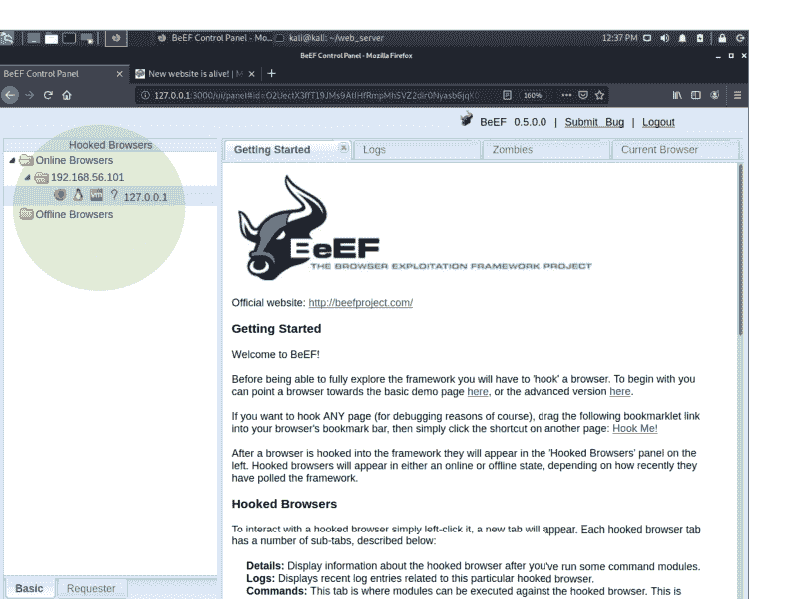 BeEF Control Panel - Mo...
kali@kali: ~/web_server
12:37 PM
BeEF Control Panel - Mozilla Firefox
BeEF Control Panel
New website is alive! | M
127.0.0.1:3000/ui/panel#id=
160%
BeEF 0.5.0.0 | Submit Bug | Logout
Hooked Browsers
Online Browsers
192.168.56.101
? 127.0.0.1
Offline Browsers
Basic
Requester
Getting Started
Logs
Zombies
Current Browser
BeEF
THE BROWSER EXPLOITATION FRAMEWORK PROJECT
Official website: http://beefproject.com/
Getting Started
Welcome to BeEF!
Before being able to fully explore the framework you will have to 'hook' a browser. To begin with you
can point a browser towards the basic demo page here, or the advanced version here.
If you want to hook ANY page (for debugging reasons of course), drag the following bookmarklet link
into your browser's bookmark bar, then simply click the shortcut on another page: Hook Me!
After a browser is hooked into the framework they will appear in the 'Hooked Browsers' panel on the
left. Hooked browsers will appear in either an online or offline state, depending on how recently they
have polled the framework.
Hooked Browsers
To interact with a hooked browser simply left-click it, a new tab will appear. Each hooked browser tab
has a number of sub-tabs, described below:
Details: Display information about the hooked browser after you've run some command modules.
Logs: Displays recent log entries related to this particular hooked browser.
Commands: This tab is where modules can be executed against the hooked browser. This is